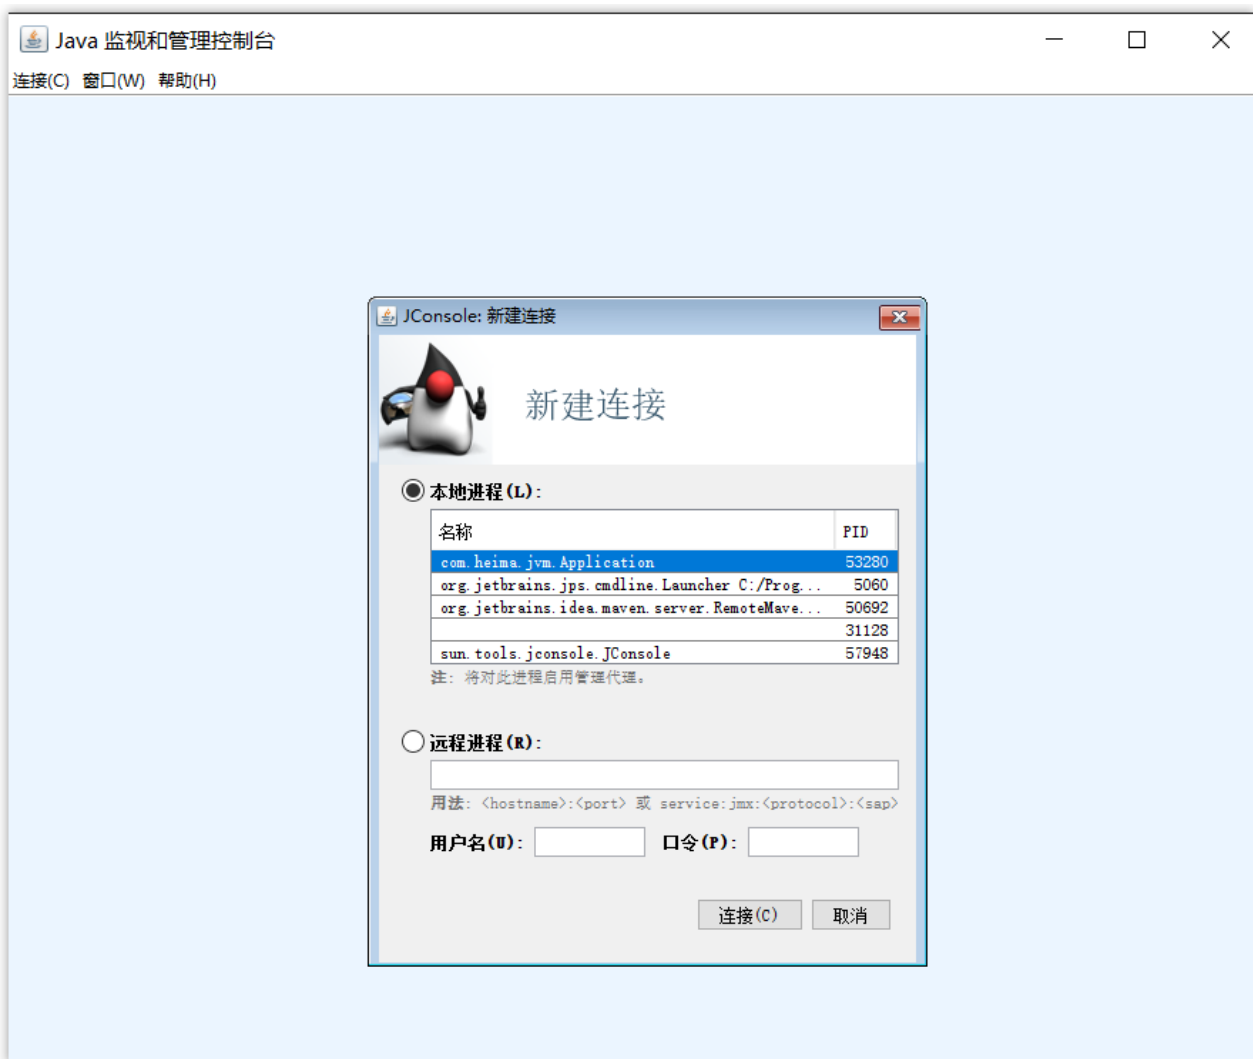 Java 监视和管理控制台
连接(C) 窗口(W) 帮助(H)
JConsole: 新建连接
新建连接
本地进程(L):
名称 PID
com.heima.jvm.Application 53280
org.jetbrains.jps.cmdline.Launcher C:/Prog... 5060
org.jetbrains.idea.maven.server.RemoteMave... 50692
31128
sun.tools.jconsole.JConsole 57948
注: 将对此进程启用管理代理。
远程进程(R):
用法: <hostname>:<port> 或 service:jmx:<protocol>:<sap>
用户名(U): 口令(P):
连接(C) 取消